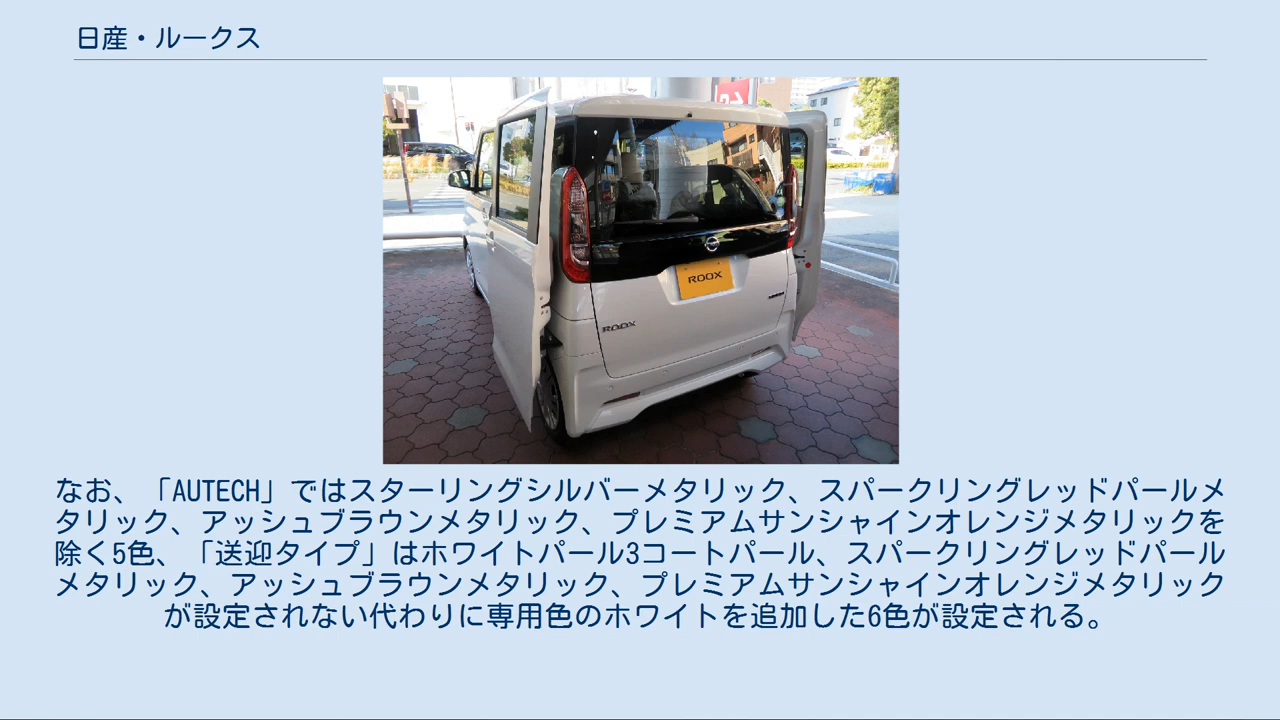 日産・ルークス
ROOX
ROOX
なお、「AUTECH」ではスターリングシルバーメタリック、スパークリングレッドパールメ
タリック、アッシュブラウンメタリック、プレミアムサンシャインオレンジメタリックを
除く5色、「送迎タイプ」はホワイトパール3コートパール、スパークリングレッドパール
メタリック、アッシュブラウンメタリック、プレミアムサンシャインオレンジメタリック
が設定されない代わりに専用色のホワイトを追加した6色が設定される。